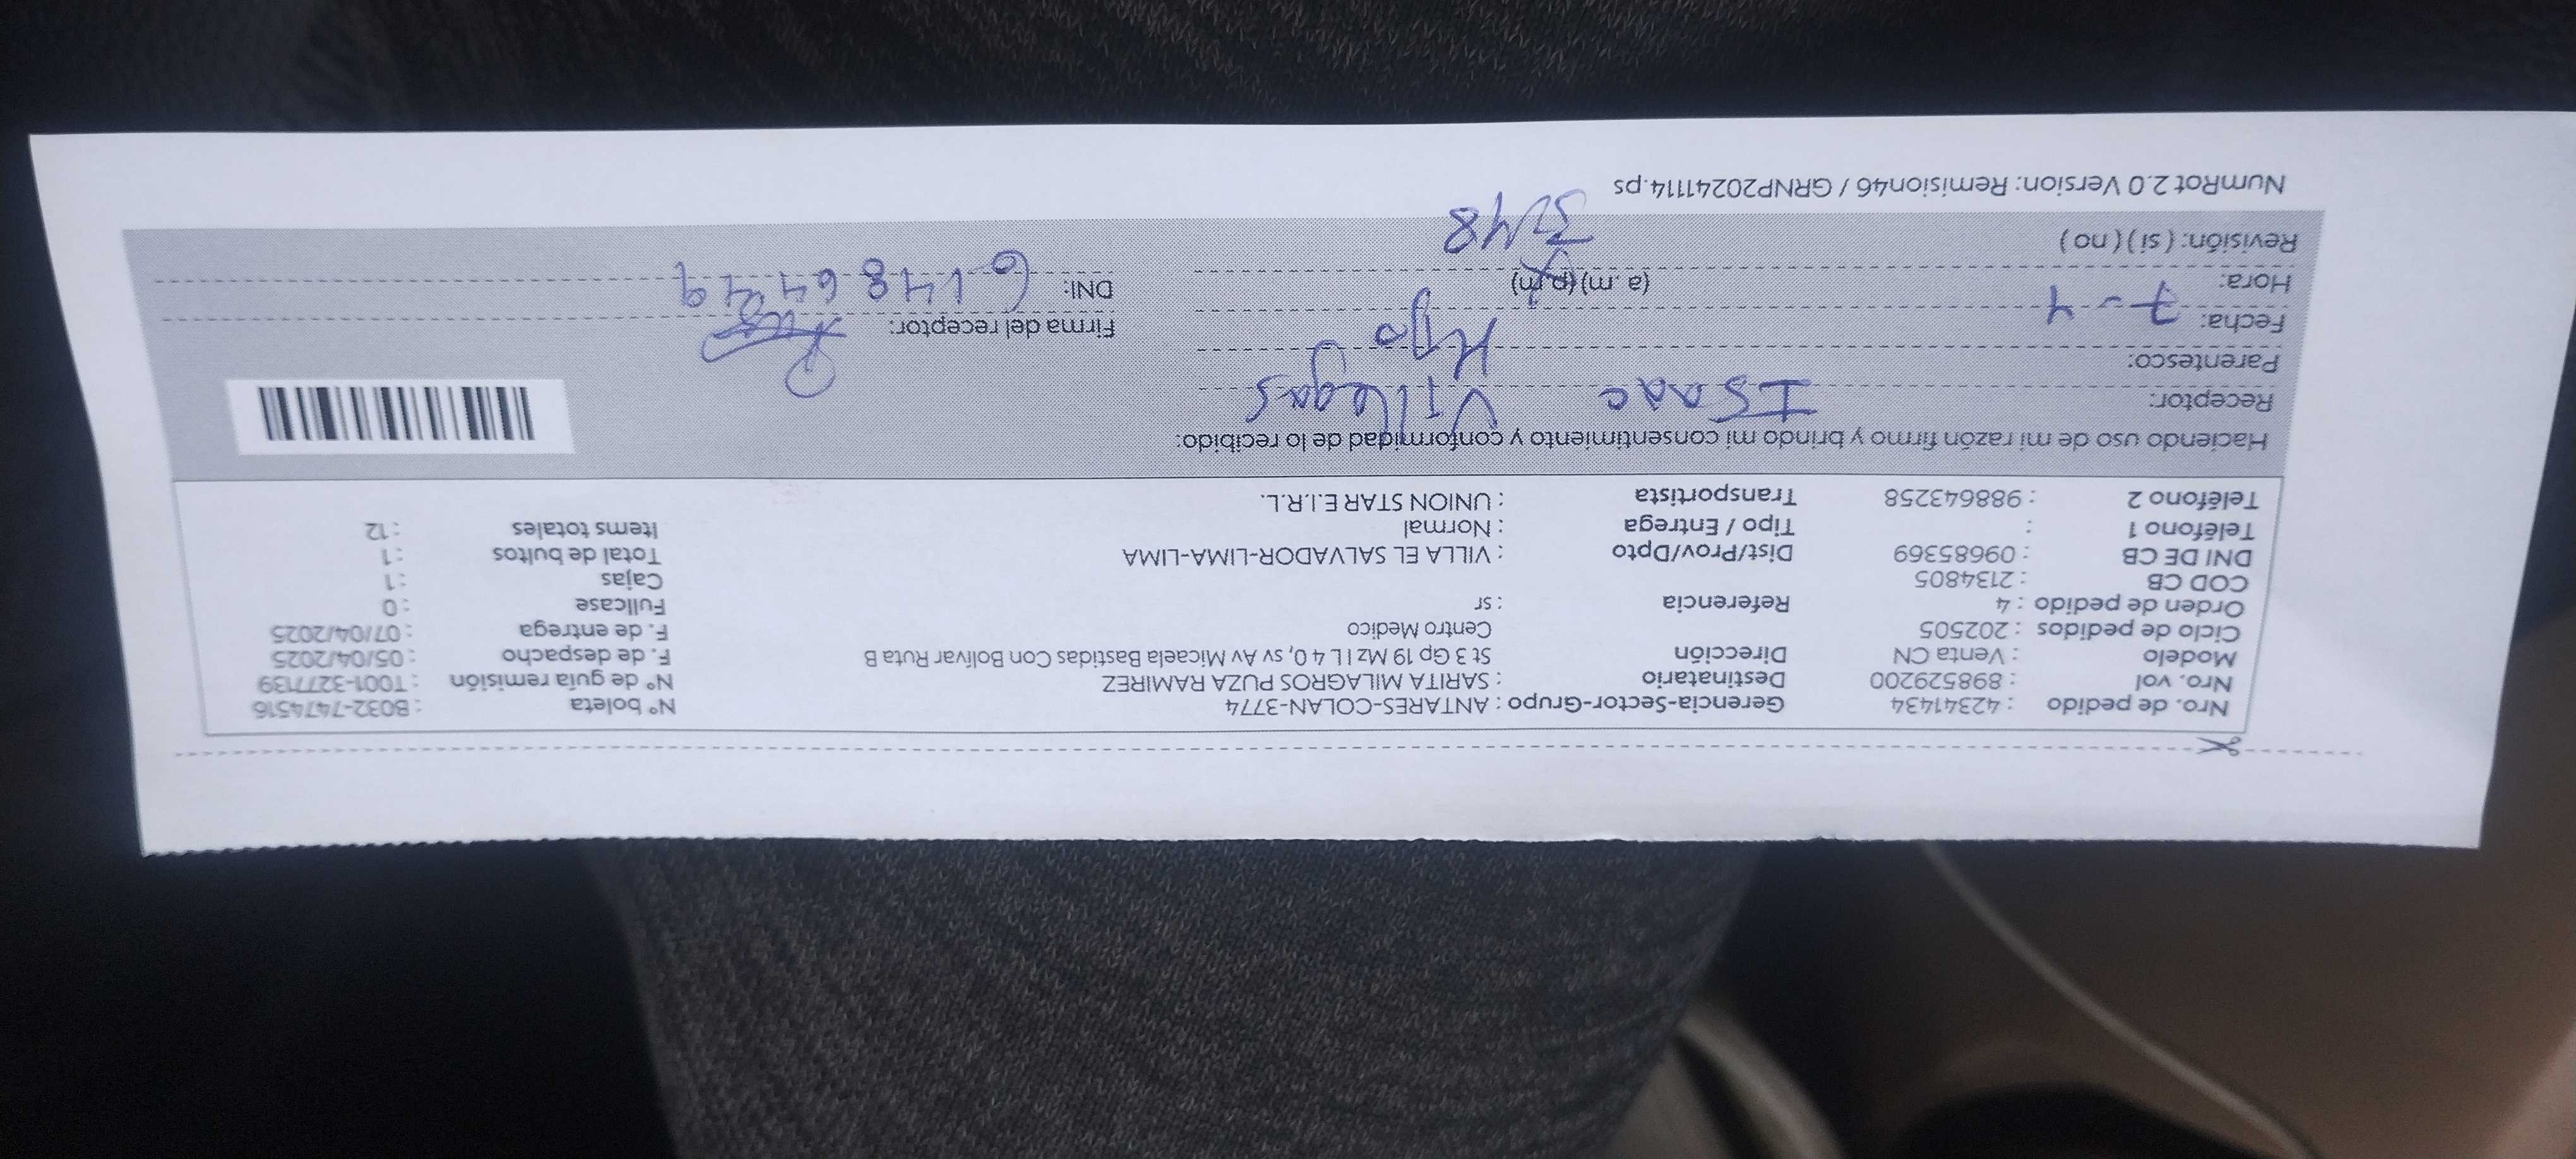 Nro. de pedido : 42341434 Gerencia-Sector-Grupo : ANTARES-COLAN-3774 N° boleta : B032-7474516
Nro. vol : 898529200 Destinatario : SARITA MILAGROS PUZA RAMIREZ N° de guía remisión : T001-3277139
Modelo : Venta CN Dirección St 3 Gp 19 Mz I L 4 0, sv Av Micaela Bastidas Con Bolívar Ruta B F. de despacho : 05/04/2025
Ciclo de pedidos : 202505 Centro Medico F. de entrega : 07/04/2025
Orden de pedido : 4 Referencia : sr Fullcase : 0
COD CB : 2134805 Cajas : 1
DNI DE CB : 09685369 Dist/Prov/Dpto : VILLA EL SALVADOR-LIMA-LIMA Total de bultos : 1
Teléfono 1 : Tipo / Entrega : Normal Items totales : 12
Teléfono 2 : 988643258 Transportista : UNION STAR E.I.R.L.
Haciendo uso de mi razón firmo y brindo mi consentimiento y conformidad de lo recibido:
Receptor: Isaac Villegas
Parentesco: Hijo
Fecha: 7-4 Firma del receptor:
Hora: (a.m) (p.m) DNI:
Revisión: ( si ) ( no ) 3:48
NumRot 2.0 Version: Remision46 / GRNP20241114.ps